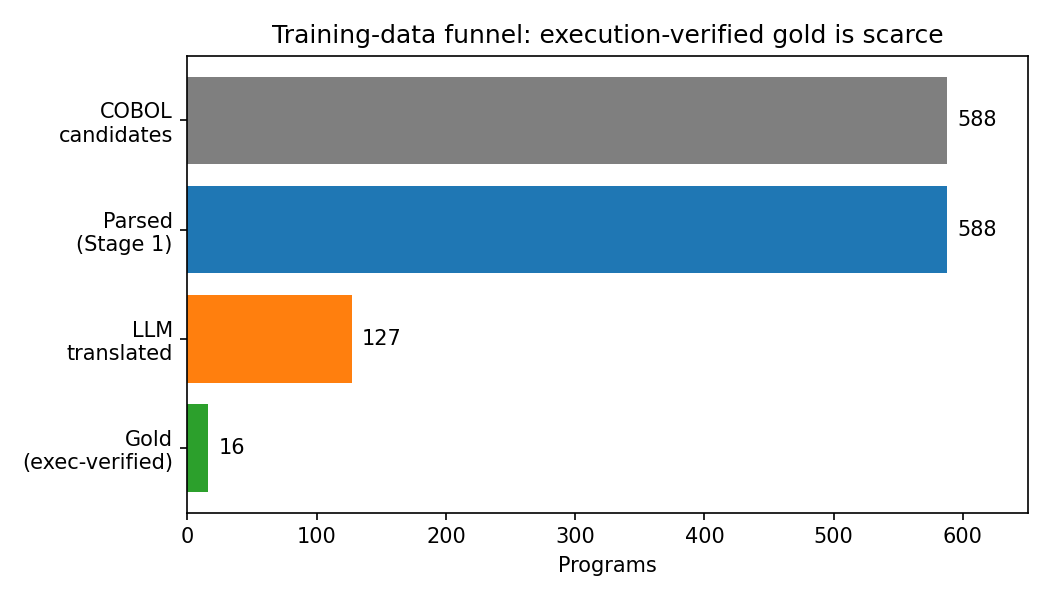 Training-data funnel: execution-verified gold is scarce
COBOL
candidates
588
Parsed
(Stage 1)
588
LLM
translated
127
Gold
(exec-verified)
16
0 100 200 300 400 500 600
Programs